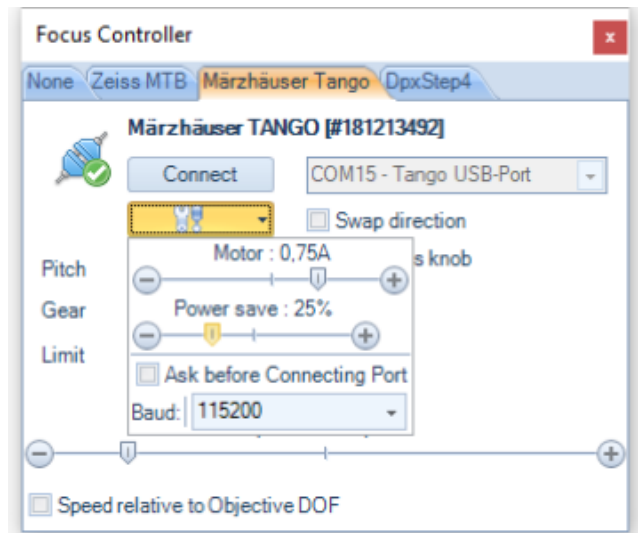 Focus Controller
x
None Zeiss MTB Märzhäuser Tango DpxStep4
Märzhäuser TANGO [#181213492]
Connect COM15 - Tango USB-Port
Swap direction
Motor : 0,75A
s knob
Pitch
Gear Power save : 25%
Limit
Ask before Connecting Port
Baud: 115200
Speed relative to Objective DOF